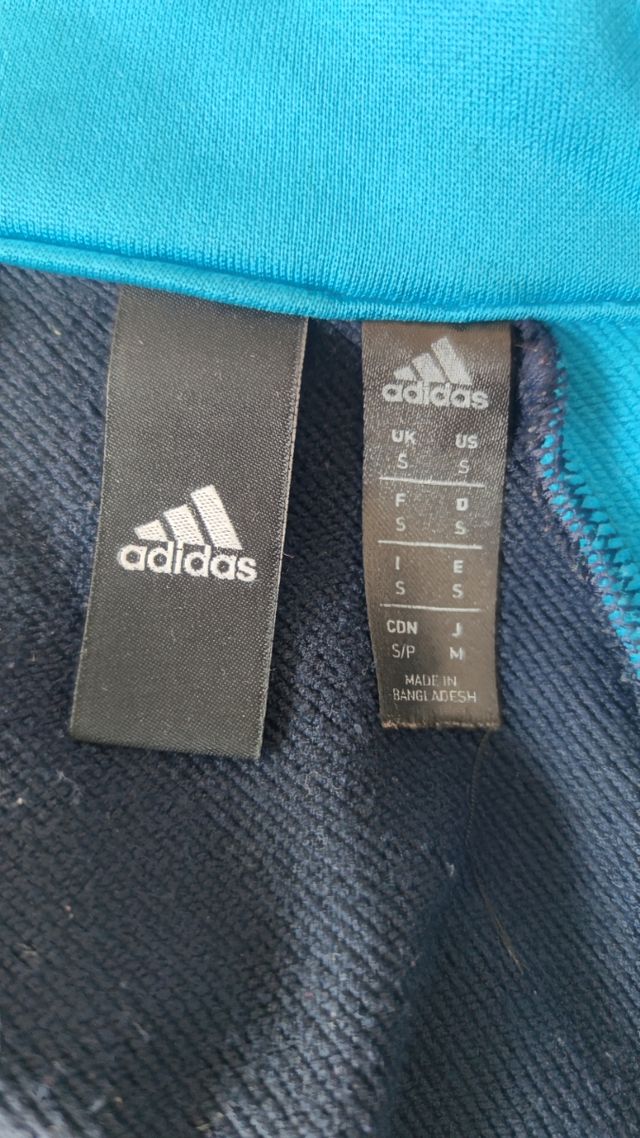 adidas
adidas
UK US
S S
F D
S S
I E
S S
CDN J
S/P M
MADE IN
BANGLADESH